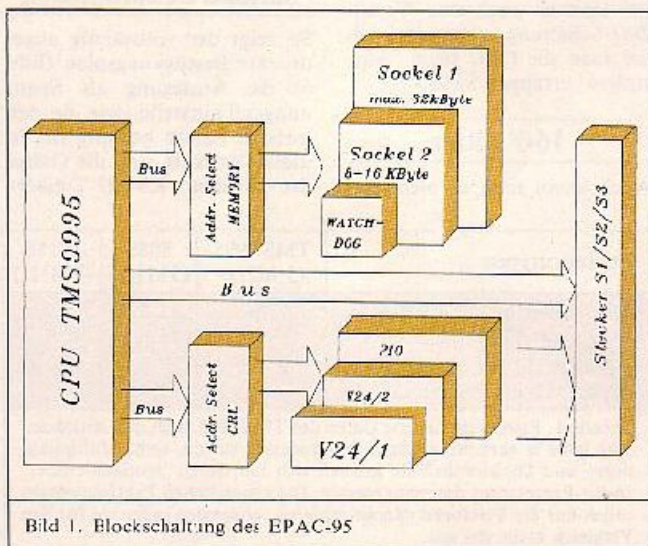 CPU TMS9995
Bus
Addr. Select
MEMORY
Sockel 1
max. 32kByte
Sockel 2
8-16 KByte
WATCH-
DOG
Bus
Bus
Addr. Select
CRU
PIO
V24/2
V24/1
Stecker S1/S2/S3
Bild 1. Blockschaltung des EPAC-95